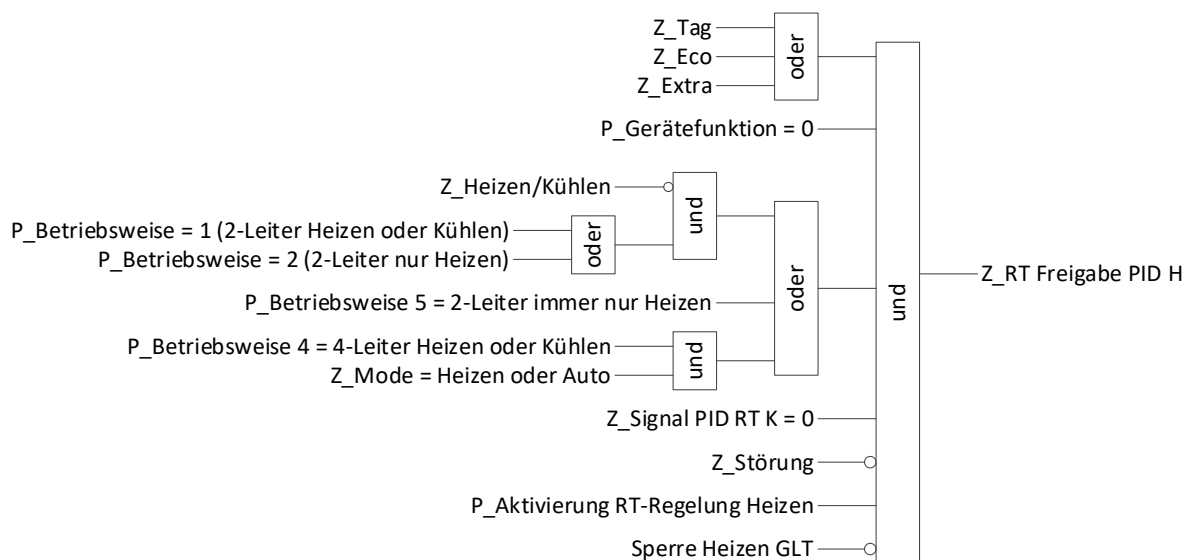 Z_Tag
Z_Eco
Z_Extra
oder
P_Gerätefunktion = 0
Z_Heizen/Kühlen
und
P_Betriebsweise = 1 (2-Leiter Heizen oder Kühlen)
P_Betriebsweise = 2 (2-Leiter nur Heizen)
oder
P_Betriebsweise 5 = 2-Leiter immer nur Heizen
oder
P_Betriebsweise 4 = 4-Leiter Heizen oder Kühlen
Z_Mode = Heizen oder Auto
und
Z_Signal PID RT K = 0
Z_Störung
P_Aktivierung RT-Regelung Heizen
Sperre Heizen GLT
und
Z_RT Freigabe PID H